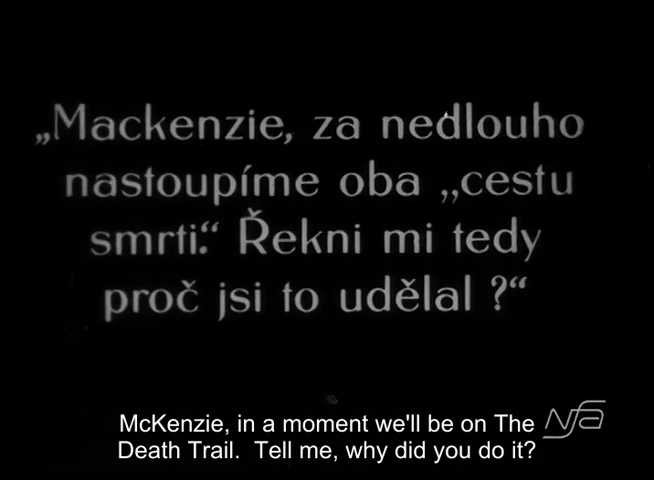 „Mackenzie, za nedlouho
nastoupíme oba „cestu
smrti.“ Řekni mi tedy
proč jsi to udělal ?“
McKenzie, in a moment we'll be on The
Death Trail.  Tell me, why did you do it?
Nfa